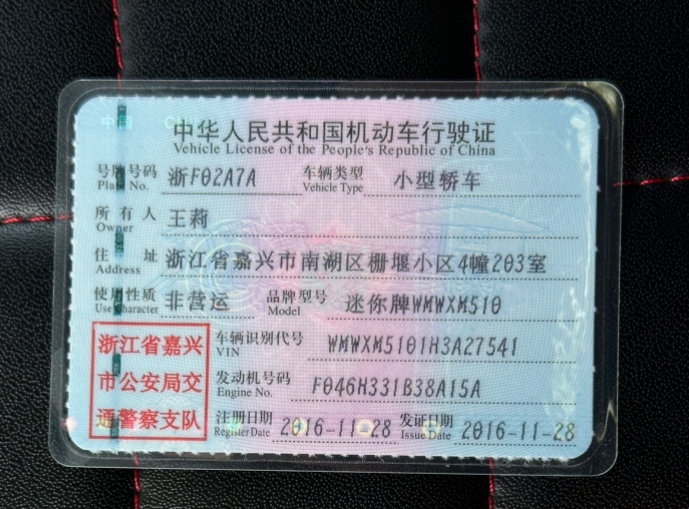 中国
中华人民共和国机动车行驶证
Vehicle License of the People's Republic of China
号牌号码 浙F02A7A 车辆类型 小型轿车
Plate No. Vehicle Type
所有人 王莉
Owner
住址 浙江省嘉兴市南湖区栅堰小区4幢203室
Address
使用性质 非营运 品牌型号 迷你牌WMWXM510
Use Character Model
浙江省嘉兴
市公安局交
通警察支队
车辆识别代号 WMWXM5101H3A27541
VIN
发动机号码 F046H331B38A15A
Engine No.
注册日期 2016-11-28 发证日期 2016-11-28
Register Date Issue Date